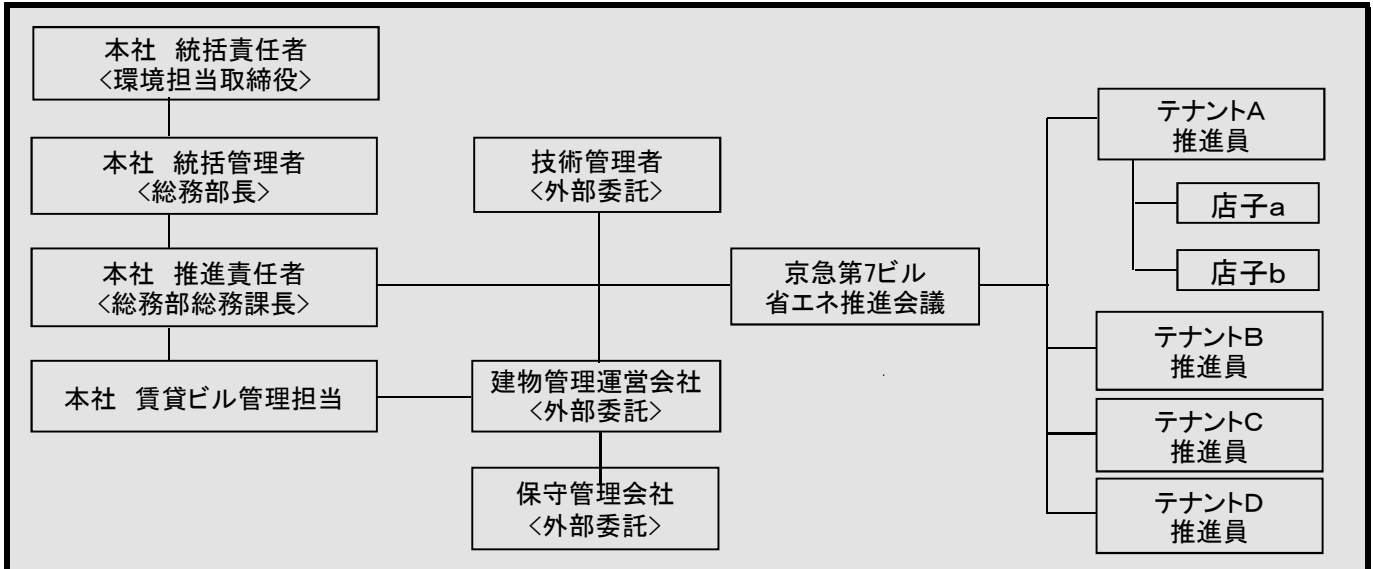 本社 統括責任者
<環境担当取締役>
本社 統括管理者
<総務部長>
本社 推進責任者
<総務部総務課長>
本社 賃貸ビル管理担当
技術管理者
<外部委託>
建物管理運営会社
<外部委託>
保守管理会社
<外部委託>
京急第7ビル
省エネ推進会議
テナントA
推進員
店子a
店子b
テナントB
推進員
テナントC
推進員
テナントD
推進員